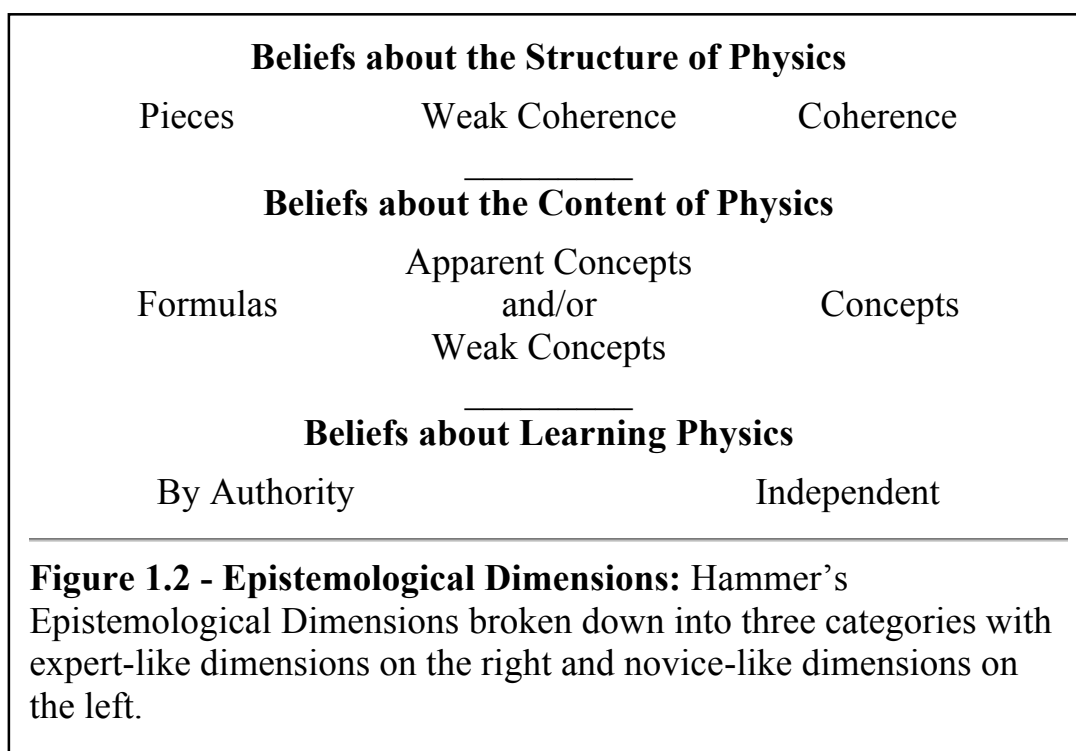 Beliefs about the Structure of Physics
Pieces Weak Coherence Coherence
Beliefs about the Content of Physics
Apparent Concepts
Formulas and/or Concepts
Weak Concepts
Beliefs about Learning Physics
By Authority Independent
Figure 1.2 - Epistemological Dimensions: Hammer’s
Epistemological Dimensions broken down into three categories with
expert-like dimensions on the right and novice-like dimensions on
the left.